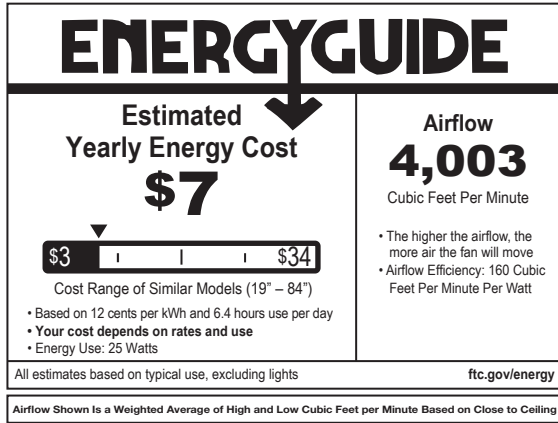 ENERGYGUIDE
Estimated
Yearly Energy Cost
$7
$3
$34
Cost Range of Similar Models (19” – 84”)
• Based on 12 cents per kWh and 6.4 hours use per day
• Your cost depends on rates and use
• Energy Use: 25 Watts
Airflow
4,003
Cubic Feet Per Minute
• The higher the airflow, the
more air the fan will move
• Airflow Efficiency: 160 Cubic
Feet Per Minute Per Watt
All estimates based on typical use, excluding lights
ftc.gov/energy
Airflow Shown Is a Weighted Average of High and Low Cubic Feet per Minute Based on Close to Ceiling